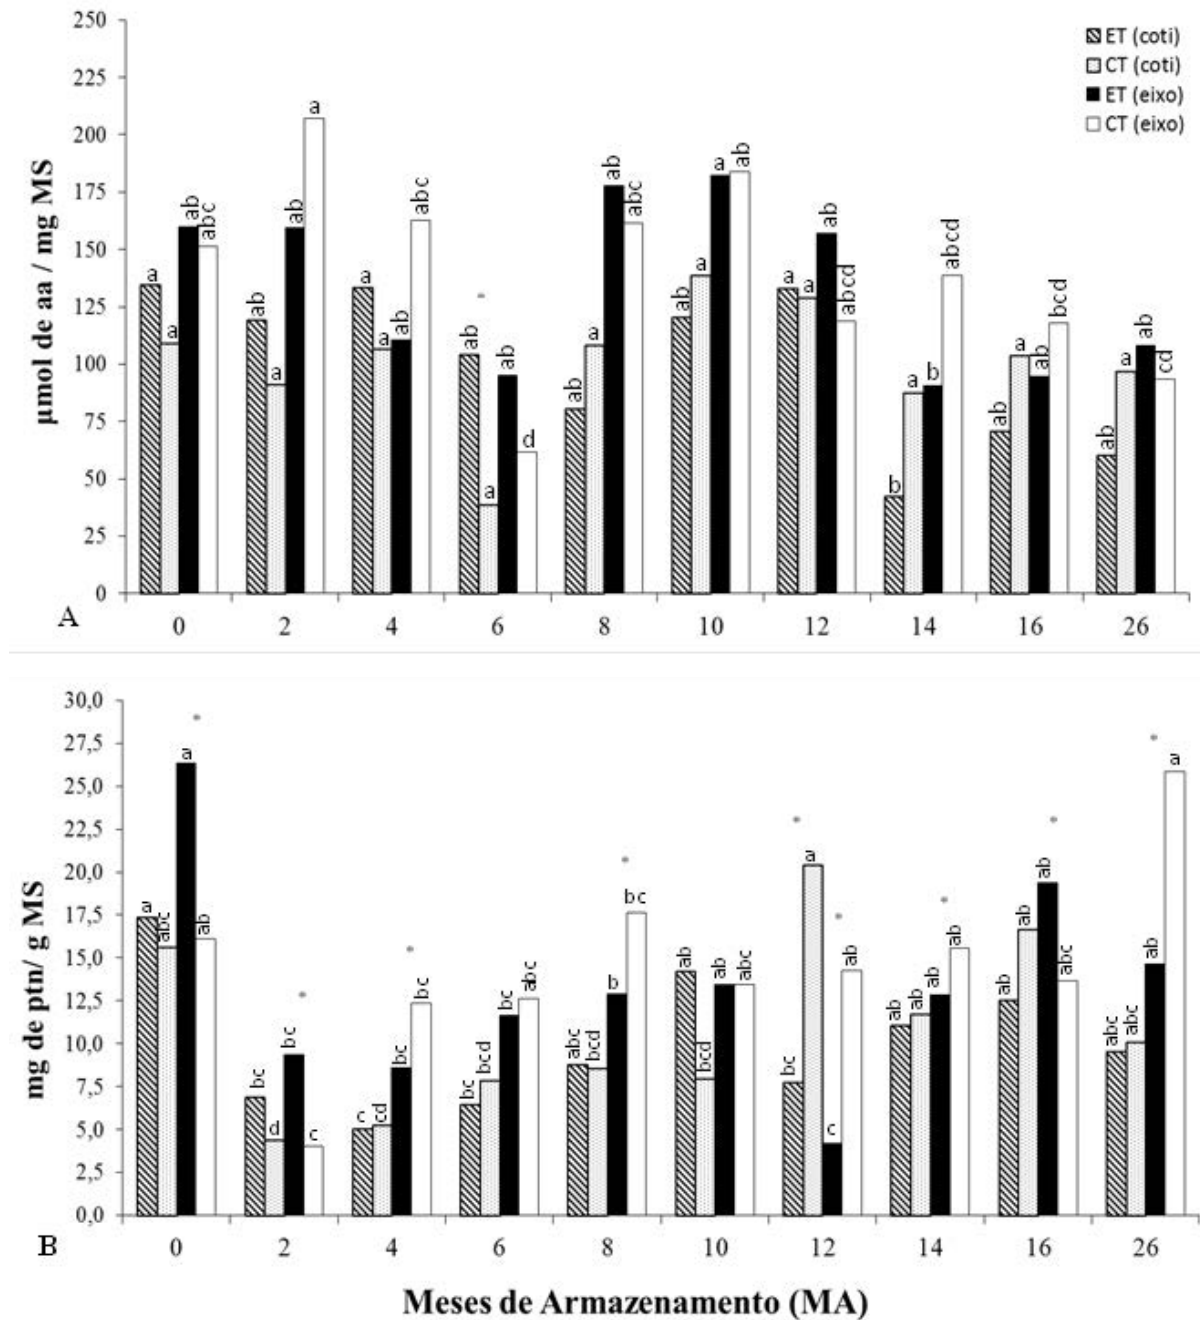 250
225
200
175
150
125
100
75
50
25
0
µmol de aa / mg MS
ET (coti)
CT (coti)
ET (eixo)
CT (eixo)
a a ab abc
ab a ab a
a a ab abc
ab a ab d
ab a ab abc
ab a a ab
a a ab abcd
b a b abcd
ab a ab bcd
ab a ab cd
A
0 2 4 6 8 10 12 14 16 26
30,0
27,5
25,0
22,5
20,0
17,5
15,0
12,5
10,0
7,5
5,0
2,5
0,0
mg de ptn/ g MS
a abc a ab
bc d bc c
c cd bc bc
bc bcd bc abc
abc bcd b bc
ab bcd ab abc
bc a c ab
ab ab ab ab
ab ab ab abc
abc abc ab a
B
0 2 4 6 8 10 12 14 16 26
Meses de Armazenamento (MA)